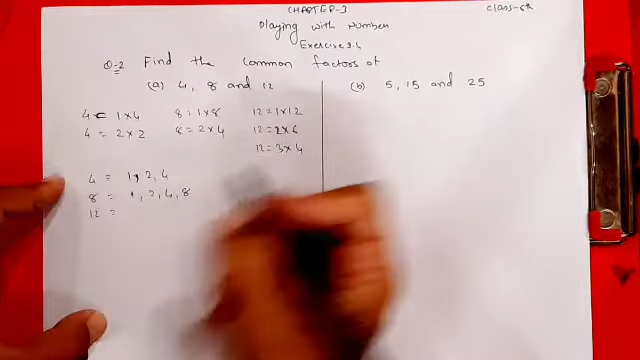 CHAPTER-3 Class-6th
Playing with Numbers
Exercise 3.4
Q-2 Find the Common factors of
(a) 4, 8 and 12 (b) 5, 15 and 25
4 = 1×4 8 = 1×8 12 = 1×12
4 = 2×2 8 = 2×4 12 = 2×6
12 = 3×4
4 = 1, 2, 4
8 = 1, 2, 4, 8
12 =